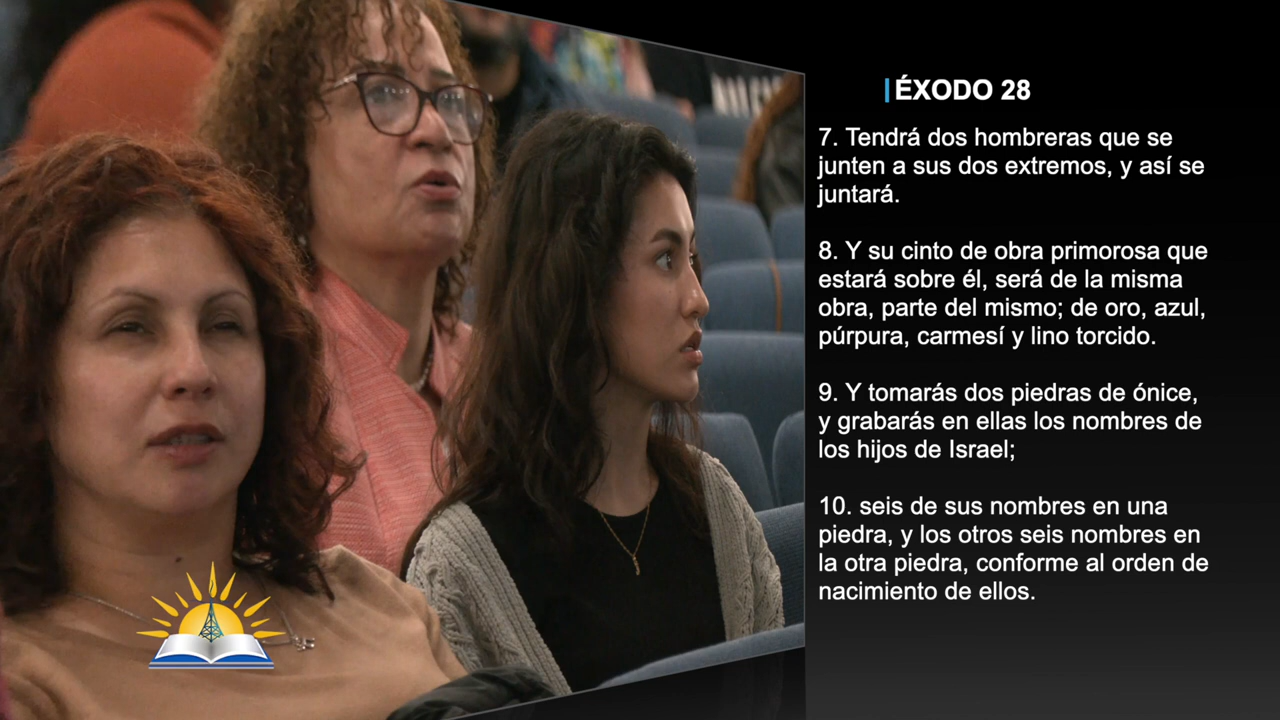 ÉXODO 28
7. Tendrá dos hombreras que se
junten a sus dos extremos, y así se
juntará.
8. Y su cinto de obra primorosa que
estará sobre él, será de la misma
obra, parte del mismo; de oro, azul,
púrpura, carmesí y lino torcido.
9. Y tomarás dos piedras de ónice,
y grabarás en ellas los nombres de
los hijos de Israel;
10. seis de sus nombres en una
piedra, y los otros seis nombres en
la otra piedra, conforme al orden de
nacimiento de ellos.